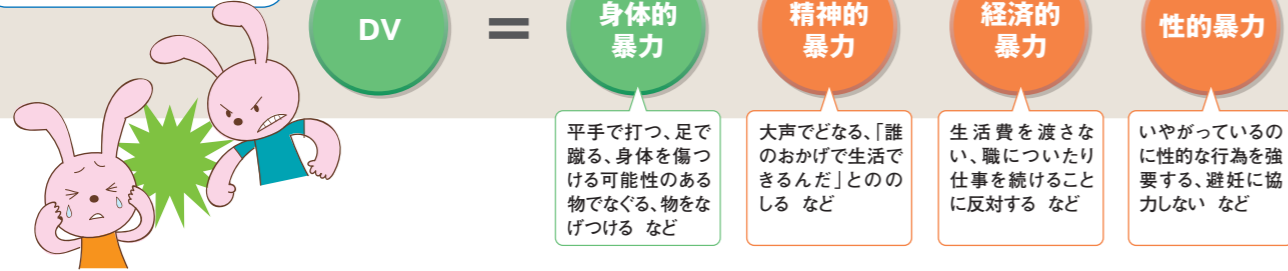 DV
=
身体的
暴力
精神的
暴力
経済的
暴力
性的暴力
平手で打つ、足で
蹴る、身体を傷つ
ける可能性のある
物でなぐる、物をな
げつける など
大声でどなる、「誰
のおかげで生活で
きるんだ」とのの
しる など
生活費を渡さな
い、職についたり
仕事を続けること
に反対する など
いやがっているの
に性的な行為を強
要する、避妊に協
力しない など